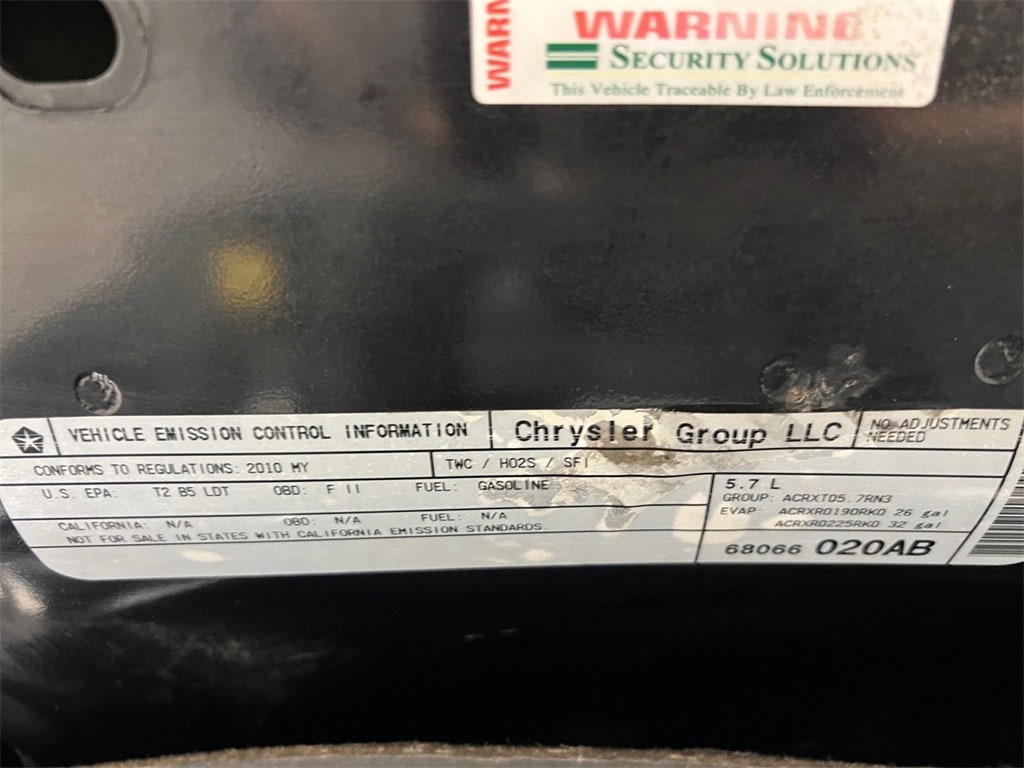 WARNING
SECURITY SOLUTIONS
This Vehicle Traceable By Law Enforcement
WARN
VEHICLE EMISSION CONTROL INFORMATION
Chrysler Group LLC
NO ADJUSTMENTS
NEEDED
CONFORMS TO REGULATIONS: 2010 MY
TWC / HO2S / SFI
U.S. EPA: T2 B5 LDT OBD: F II FUEL: GASOLINE
CALIFORNIA: N/A OBD: N/A FUEL: N/A
NOT FOR SALE IN STATES WITH CALIFORNIA EMISSION STANDARDS.
5.7 L
GROUP: ACRXT05.7RN3
EVAP: ACRXR0190RK0 26 gal
ACRXR0225RK0 32 gal
68066 020AB